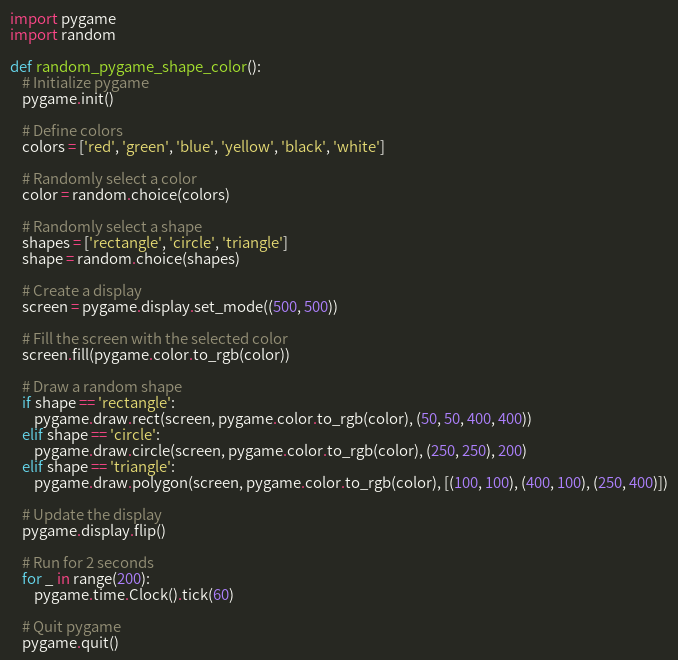 import pygame
import random
def random_pygame_shape_color():
# Initialize pygame
pygame.init()
# Define colors
colors = ['red', 'green', 'blue', 'yellow', 'black', 'white']
# Randomly select a color
color = random.choice(colors)
# Randomly select a shape
shapes = ['rectangle', 'circle', 'triangle']
shape = random.choice(shapes)
# Create a display
screen = pygame.display.set_mode((500, 500))
# Fill the screen with the selected color
screen.fill(pygame.color.to_rgb(color))
# Draw a random shape
if shape == 'rectangle':
pygame.draw.rect(screen, pygame.color.to_rgb(color), (50, 50, 400, 400))
elif shape == 'circle':
pygame.draw.circle(screen, pygame.color.to_rgb(color), (250, 250), 200)
elif shape == 'triangle':
pygame.draw.polygon(screen, pygame.color.to_rgb(color), [(100, 100), (400, 100), (250, 400)])
# Update the display
pygame.display.flip()
# Run for 2 seconds
for _ in range(200):
pygame.time.Clock().tick(60)
# Quit pygame
pygame.quit()